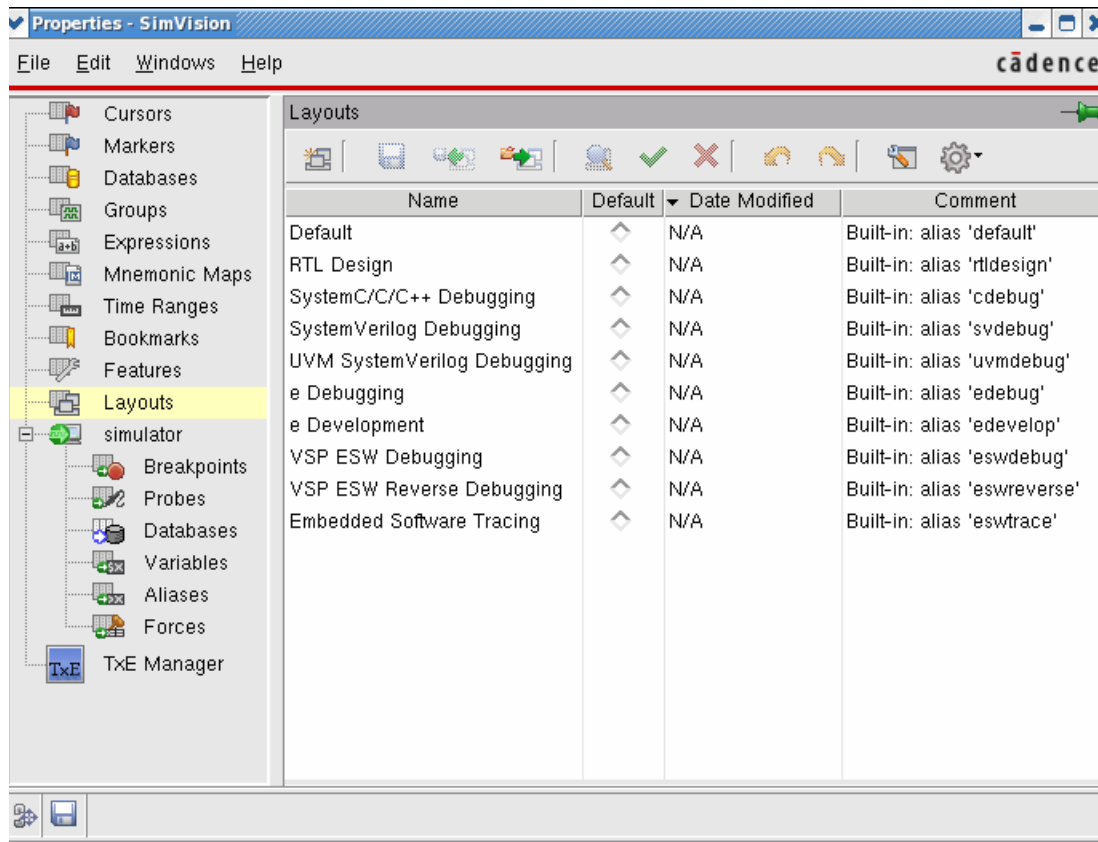 Properties - SimVision
File Edit Windows Help
cādence
Cursors
Markers
Databases
Groups
a+b
Expressions
Mnemonic Maps
Time Ranges
Bookmarks
Features
Layouts
simulator
Breakpoints
Probes
Databases
Variables
Aliases
Forces
TxE
TxE Manager
Layouts
Name Default Date Modified Comment
Default N/A Built-in: alias 'default'
RTL Design N/A Built-in: alias 'rtldesign'
SystemC/C/C++ Debugging N/A Built-in: alias 'cdebug'
SystemVerilog Debugging N/A Built-in: alias 'svdebug'
UVM SystemVerilog Debugging N/A Built-in: alias 'uvmdebug'
e Debugging N/A Built-in: alias 'edebug'
e Development N/A Built-in: alias 'edevelop'
VSP ESW Debugging N/A Built-in: alias 'eswdebug'
VSP ESW Reverse Debugging N/A Built-in: alias 'eswreverse'
Embedded Software Tracing N/A Built-in: alias 'eswtrace'